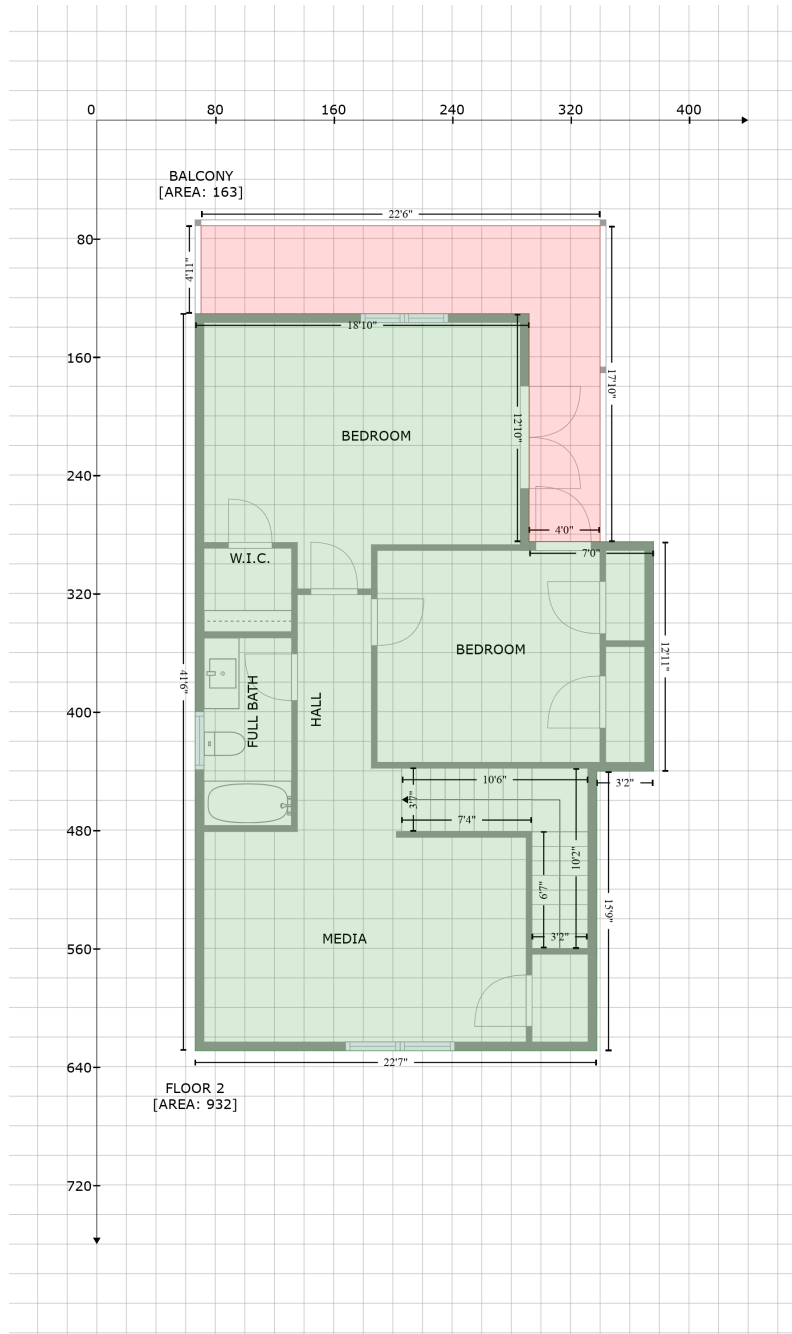 0 80 160 240 320 400
BALCONY
[AREA: 163]
22'6"
80
4'11"
18'10"
160
17'10"
12'10"
BEDROOM
240
4'0"
7'0"
W.I.C.
320
BEDROOM
12'11"
41'6"
FULL BATH
HALL
400
10'6"
3'2"
3'7"
480
7'4"
10'2"
6'7"
15'9"
MEDIA
3'2"
560
640
22'7"
FLOOR 2
[AREA: 932]
720